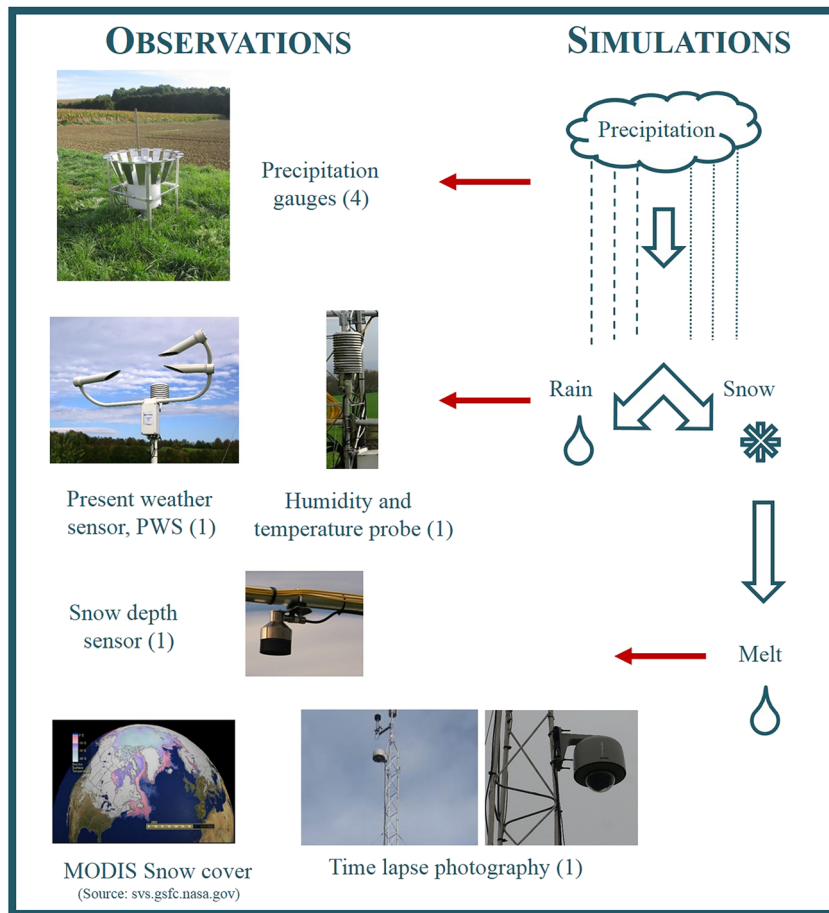 OBSERVATIONS
SIMULATIONS
Precipitation
Precipitation
gauges (4)
Rain
Snow
Present weather
sensor, PWS (1)
Humidity and
temperature probe (1)
Snow depth
sensor (1)
Melt
MODIS Snow cover
(Source: svs.gsfc.nasa.gov)
Time lapse photography (1)